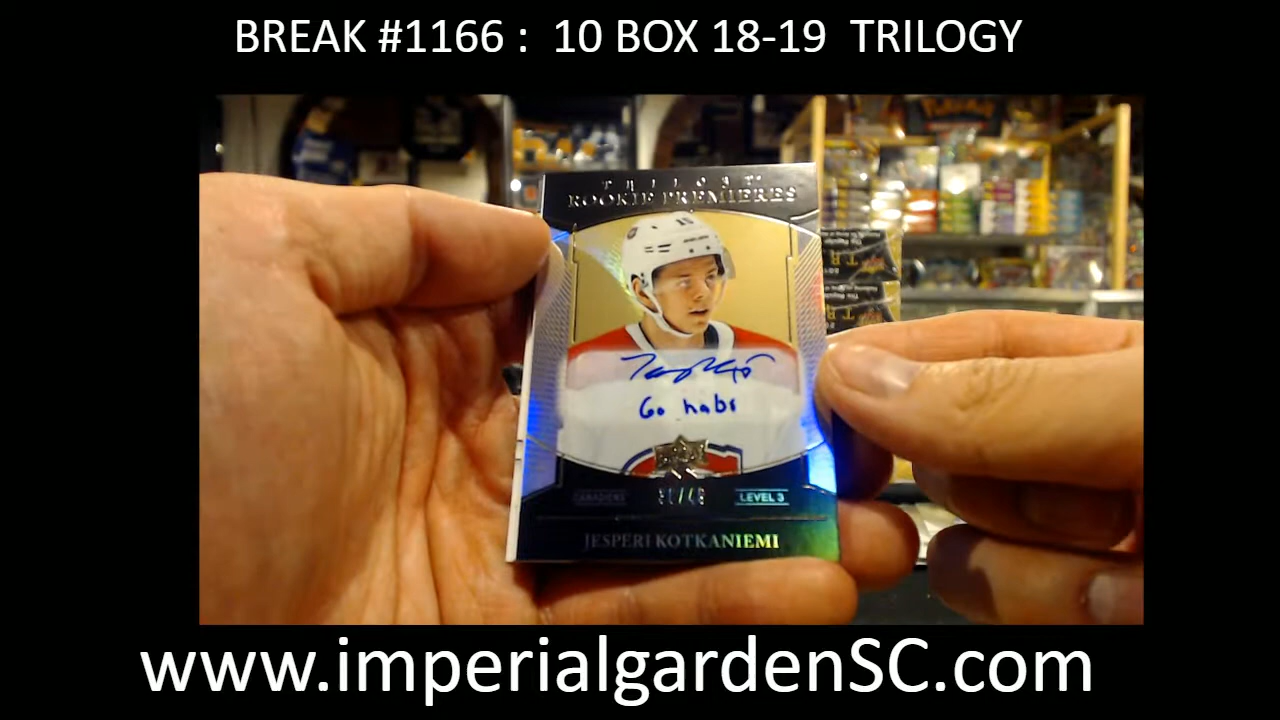 BREAK #1166 :  10 BOX 18-19  TRILOGY
TRILOGY
ROOKIE PREMIERES
Go habs
CANADIENS
LEVEL 3
JESPERI KOTKANIEMI
www.imperialgardenSC.com